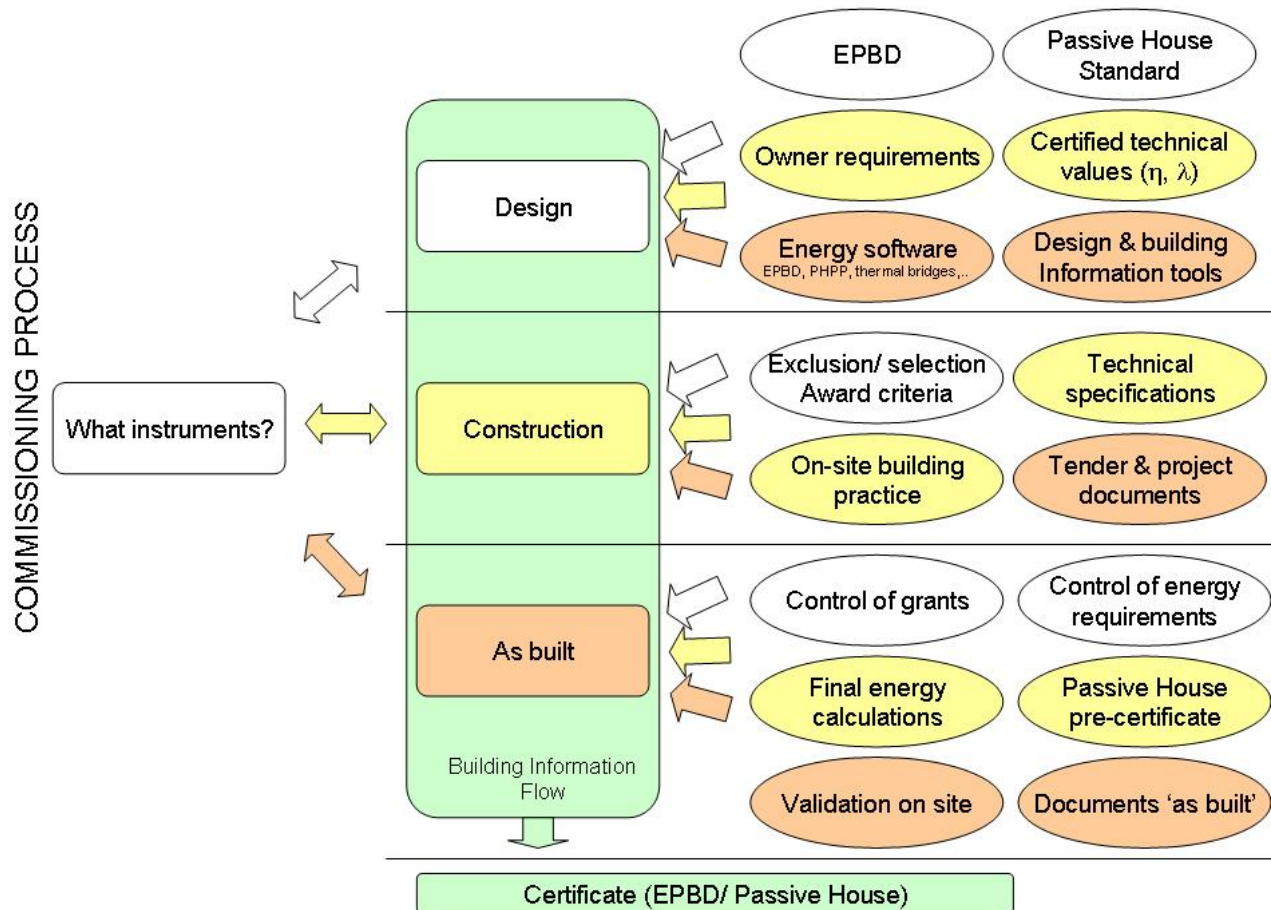 COMMISSIONING PROCESS
What instruments?
Design
Construction
As built
Building Information
Flow
EPBD
Passive House
Standard
Owner requirements
Certified technical
values (η, λ)
Energy software
EPBD, PHPP, thermal bridges,..
Design & building
Information tools
Exclusion/ selection
Award criteria
Technical
specifications
On-site building
practice
Tender & project
documents
Control of grants
Control of energy
requirements
Final energy
calculations
Passive House
pre-certificate
Validation on site
Documents ‘as built’
Certificate (EPBD/ Passive House)